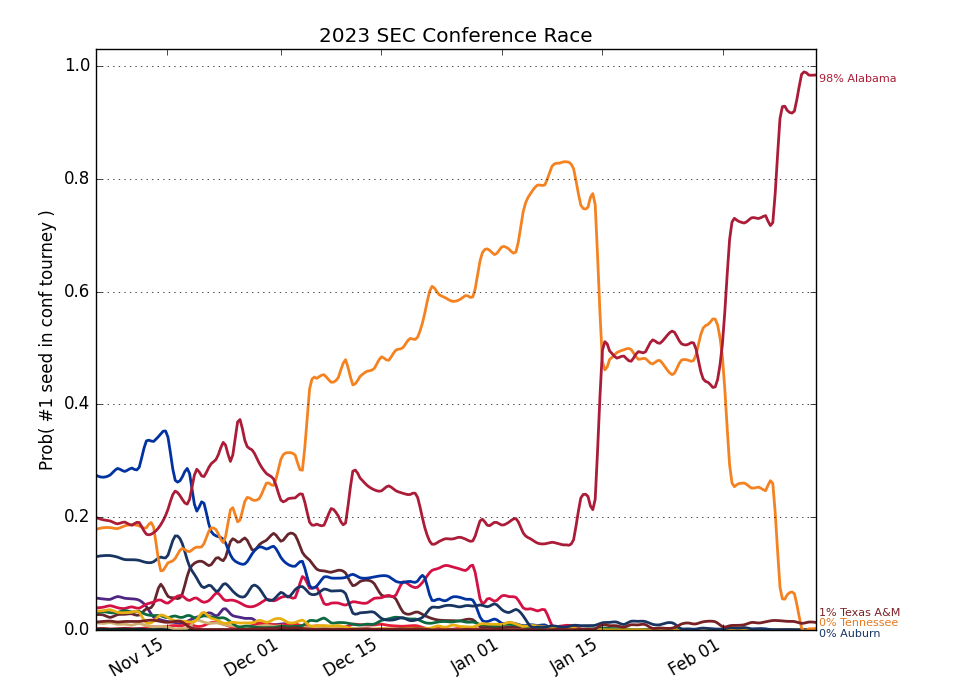 2023 SEC Conference Race
Prob( #1 seed in conf tourney )
1.0
0.8
0.6
0.4
0.2
0.0
98% Alabama
1% Texas A&M
0% Tennessee
0% Auburn
Nov 15
Dec 01
Dec 15
Jan 01
Jan 15
Feb 01